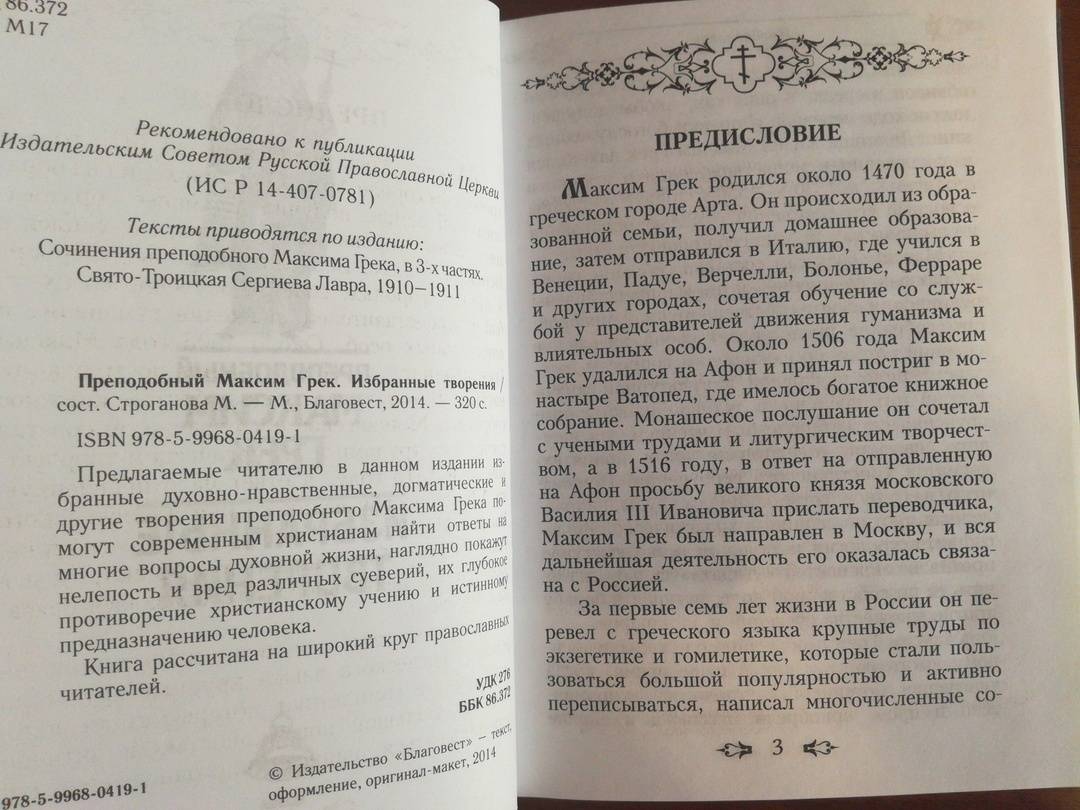 86.372
М17
Рекомендовано к публикации
Издательским Советом Русской Православной Церкви
(ИС Р 14-407-0781)
Тексты приводятся по изданию:
Сочинения преподобного Максима Грека, в 3-х частях.
Свято-Троицкая Сергиева Лавра, 1910–1911
Преподобный Максим Грек. Избранные творения /
сост. Строганова М. — М., Благовест, 2014. — 320 с.
ISBN 978-5-9968-0419-1
Предлагаемые читателю в данном издании из-
бранные духовно-нравственные, догматические и
другие творения преподобного Максима Грека по-
могут современным христианам найти ответы на
многие вопросы духовной жизни, наглядно покажут
нелепость и вред различных суеверий, их глубокое
противоречие христианскому учению и истинному
предназначению человека.
Книга рассчитана на широкий круг православных
читателей.
УДК 276
ББК 86.372
© Издательство «Благовест» – текст,
оформление, оригинал-макет, 2014
978-5-9968-0419-1
ПРЕДИСЛОВИЕ
Максим Грек родился около 1470 года в
греческом городе Арта. Он происходил из обра-
зованной семьи, получил домашнее образова-
ние, затем отправился в Италию, где учился в
Венеции, Падуе, Верчелли, Болонье, Ферраре
и других городах, сочетая обучение со служ-
бой у представителей движения гуманизма и
влиятельных особ. Около 1506 года Максим
Грек удалился на Афон и принял постриг в мо-
настыре Ватопед, где имелось богатое книжное
собрание. Монашеское послушание он сочетал
с учеными трудами и литургическим творчест-
вом, а в 1516 году, в ответ на отправленную
на Афон просьбу великого князя московского
Василия III Ивановича прислать переводчика,
Максим Грек был направлен в Москву, и вся
дальнейшая деятельность его оказалась связа-
на с Россией.
За первые семь лет жизни в России он пе-
ревел с греческого языка крупные труды по
экзегетике и гомилетике, которые стали поль-
зоваться большой популярностью и активно
переписываться, написал многочисленные со-
3